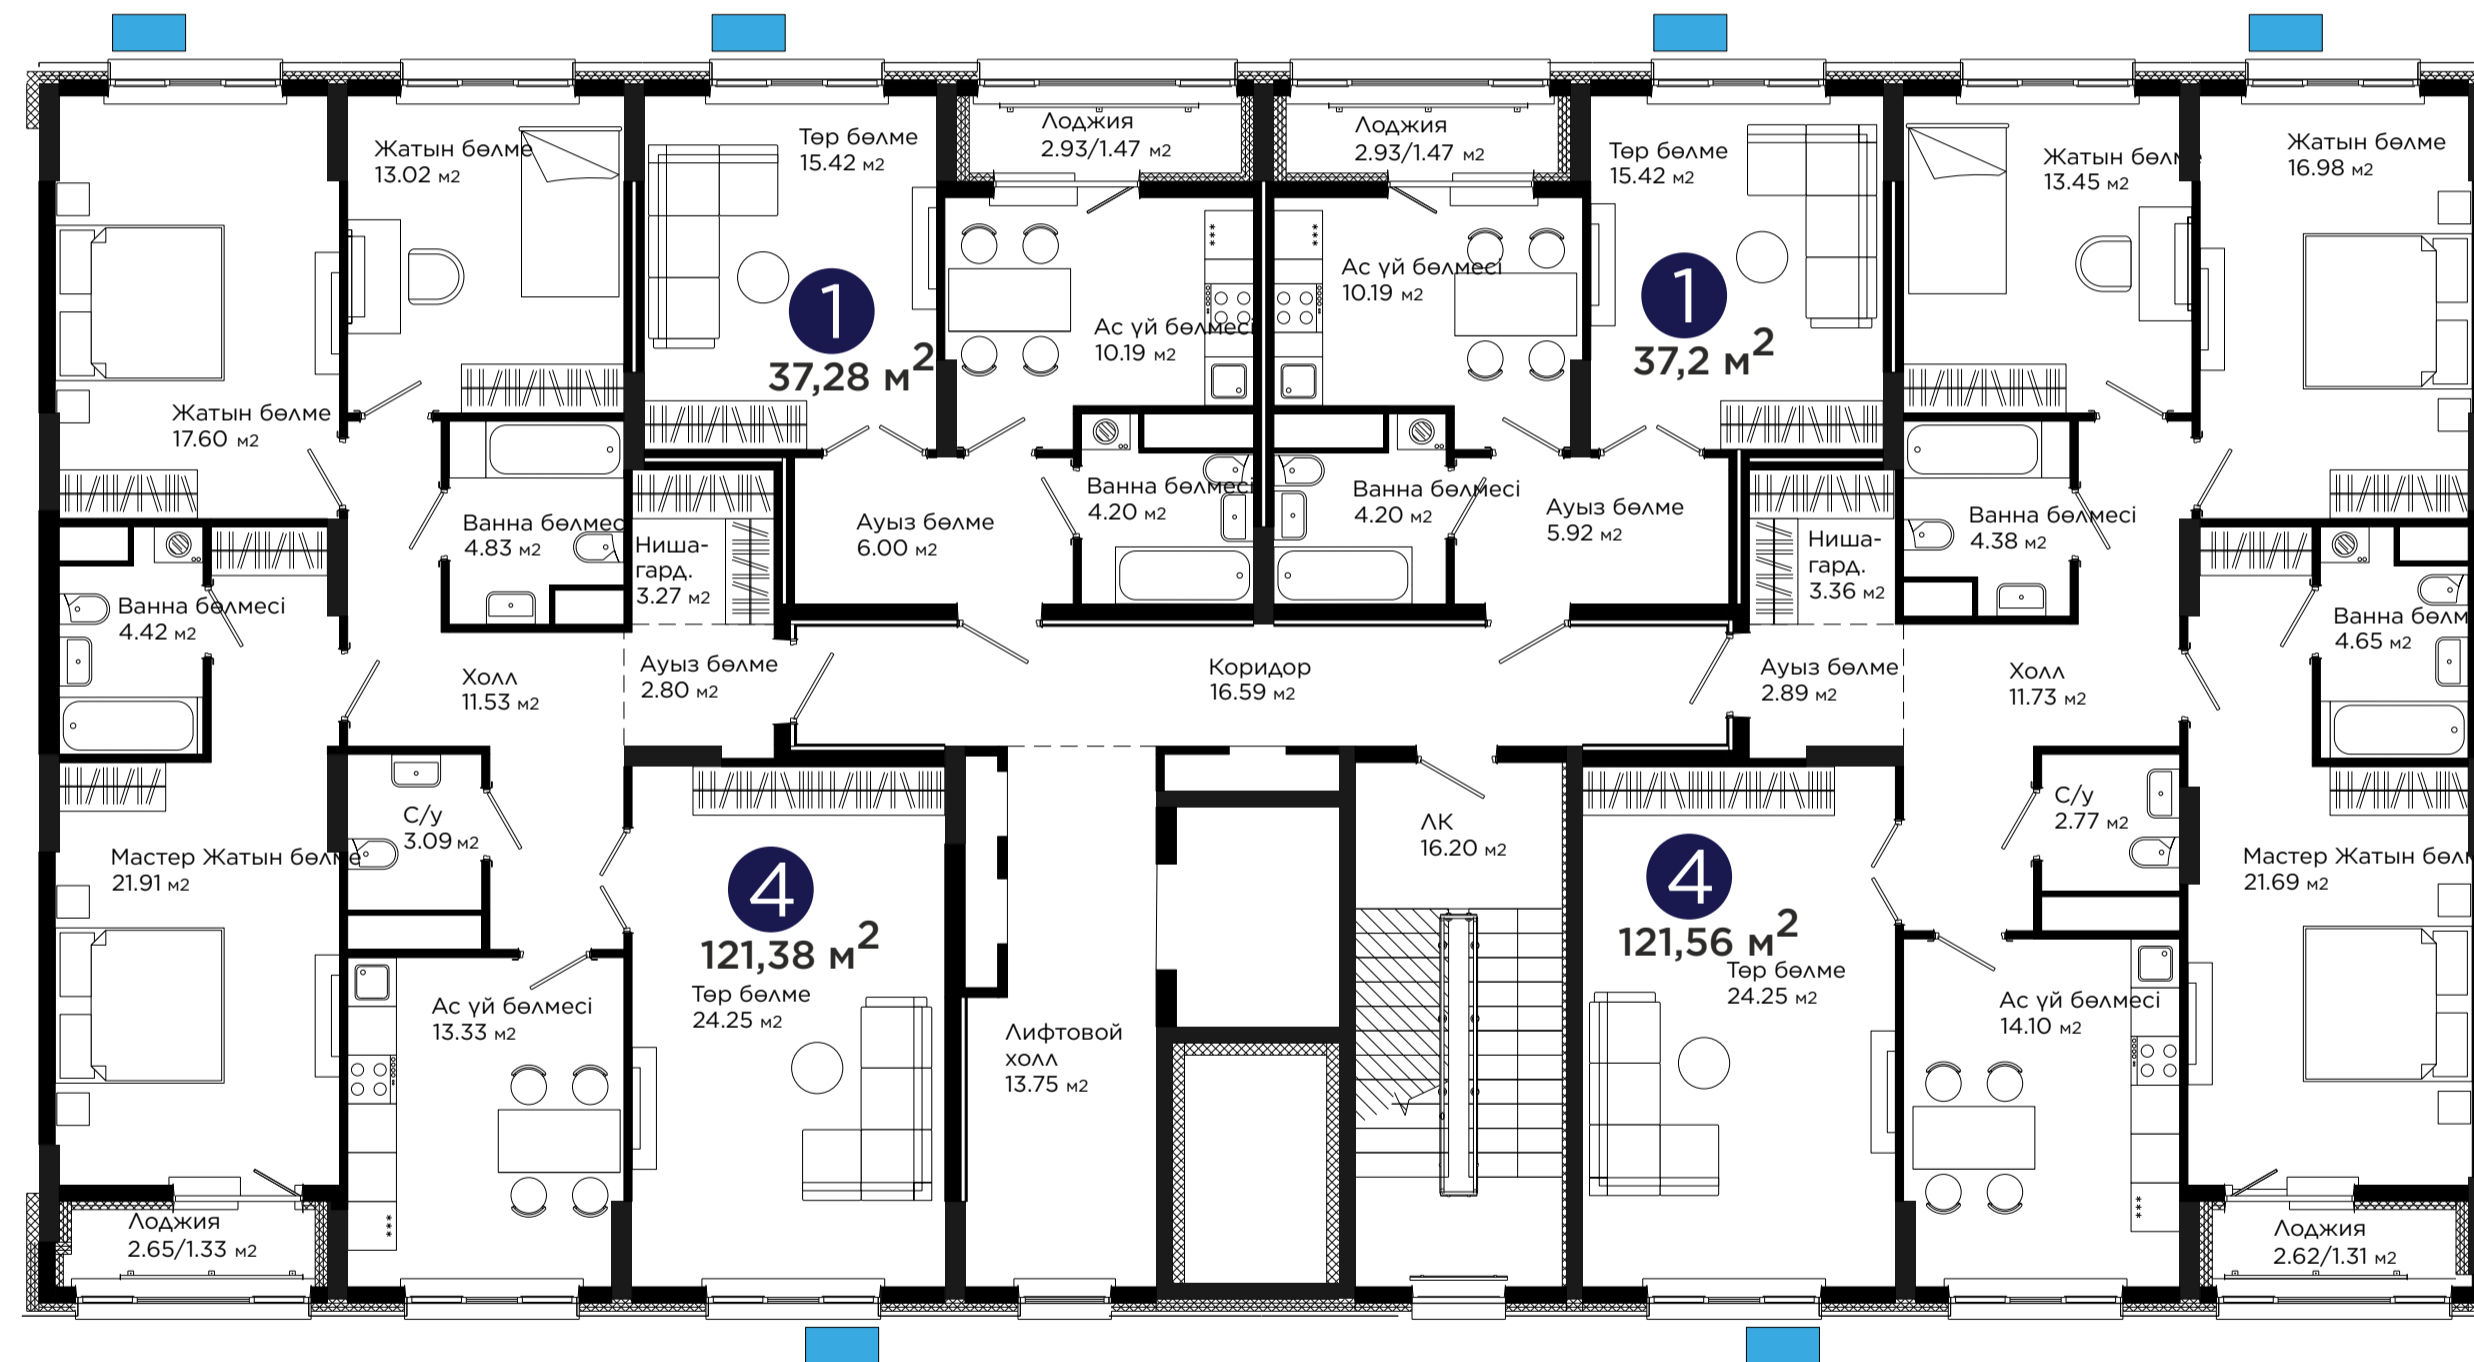 Жатын бөлме
17.60 м2
Жатын бөлме
13.02 м2
Төр бөлме
15.42 м2
1
37,28 м2
Лоджия
2.93/1.47 м2
Ас үй бөлмесі
10.19 м2
Лоджия
2.93/1.47 м2
Ас үй бөлмесі
10.19 м2
Төр бөлме
15.42 м2
1
37,2 м2
Жатын бөлме
13.45 м2
Жатын бөлме
16.98 м2
Ванна бөлмесі
4.42 м2
Ванна бөлмесі
4.83 м2
Ниша-
гард.
3.27 м2
Ауыз бөлме
6.00 м2
Ванна бөлмесі
4.20 м2
Ванна бөлмесі
4.20 м2
Ауыз бөлме
5.92 м2
Ниша-
гард.
3.36 м2
Ванна бөлмесі
4.38 м2
Ванна бөлм
4.65 м2
Холл
11.53 м2
Ауыз бөлме
2.80 м2
Коридор
16.59 м2
Ауыз бөлме
2.89 м2
Холл
11.73 м2
Мастер Жатын бөлме
21.91 м2
С/у
3.09 м2
4
121,38 м2
Төр бөлме
24.25 м2
ЛК
16.20 м2
4
121,56 м2
Төр бөлме
24.25 м2
С/у
2.77 м2
Мастер Жатын бөлм
21.69 м2
Ас үй бөлмесі
13.33 м2
Лифтовой
холл
13.75 м2
Ас үй бөлмесі
14.10 м2
Лоджия
2.65/1.33 м2
Лоджия
2.62/1.31 м2